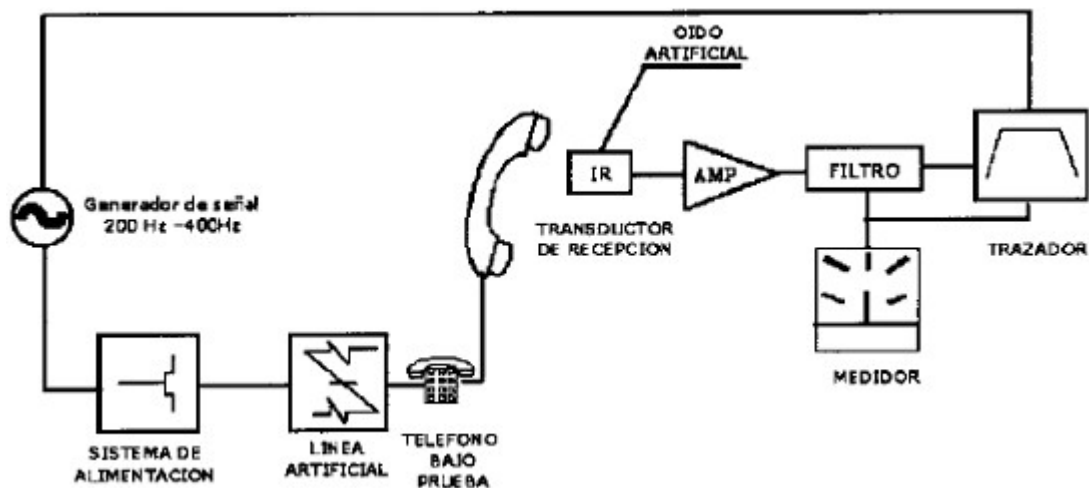 OIDO
ARTIFICIAL
IR
AMP
FILTRO
Generador de señal
200 Hz -400Hz
TRANSDUCTOR
DE RECEPCION
TRAZADOR
MEDIDOR
SISTEMA DE
ALIMENTACION
LINEA
ARTIFICIAL
TELEFONO
BAJO
PRUEBA